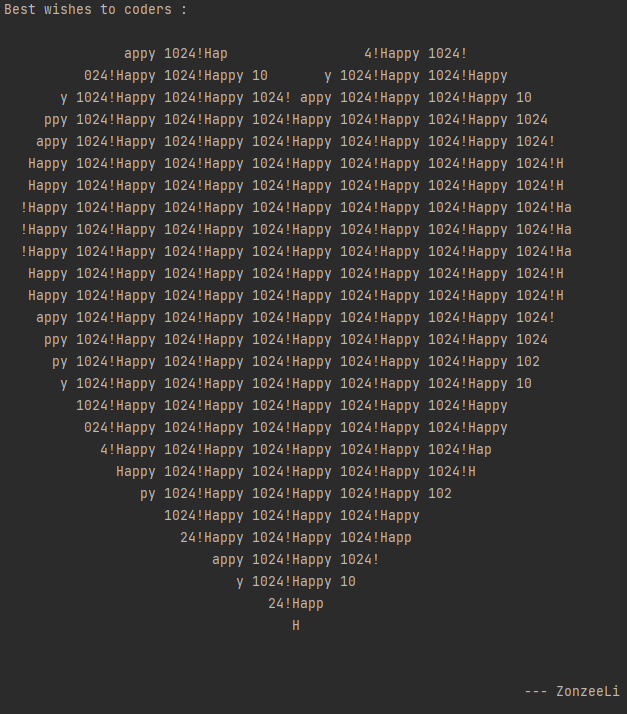 Best wishes to coders :
appy 1024!Hap                 4!Happy 1024!
024!Happy 1024!Happy 10       y 1024!Happy 1024!Happy
y 1024!Happy 1024!Happy 1024! appy 1024!Happy 1024!Happy 10
ppy 1024!Happy 1024!Happy 1024!Happy 1024!Happy 1024!Happy 1024
appy 1024!Happy 1024!Happy 1024!Happy 1024!Happy 1024!Happy 1024!
Happy 1024!Happy 1024!Happy 1024!Happy 1024!Happy 1024!Happy 1024!H
Happy 1024!Happy 1024!Happy 1024!Happy 1024!Happy 1024!Happy 1024!H
!Happy 1024!Happy 1024!Happy 1024!Happy 1024!Happy 1024!Happy 1024!Ha
!Happy 1024!Happy 1024!Happy 1024!Happy 1024!Happy 1024!Happy 1024!Ha
!Happy 1024!Happy 1024!Happy 1024!Happy 1024!Happy 1024!Happy 1024!Ha
Happy 1024!Happy 1024!Happy 1024!Happy 1024!Happy 1024!Happy 1024!H
Happy 1024!Happy 1024!Happy 1024!Happy 1024!Happy 1024!Happy 1024!H
appy 1024!Happy 1024!Happy 1024!Happy 1024!Happy 1024!Happy 1024!
ppy 1024!Happy 1024!Happy 1024!Happy 1024!Happy 1024!Happy 1024
py 1024!Happy 1024!Happy 1024!Happy 1024!Happy 1024!Happy 102
y 1024!Happy 1024!Happy 1024!Happy 1024!Happy 1024!Happy 10
1024!Happy 1024!Happy 1024!Happy 1024!Happy 1024!Happy
024!Happy 1024!Happy 1024!Happy 1024!Happy 1024!Happy
4!Happy 1024!Happy 1024!Happy 1024!Happy 1024!Hap
Happy 1024!Happy 1024!Happy 1024!Happy 1024!H
py 1024!Happy 1024!Happy 1024!Happy 102
1024!Happy 1024!Happy 1024!Happy
24!Happy 1024!Happy 1024!Happ
appy 1024!Happy 1024!
y 1024!Happy 10
24!Happ
H
--- ZonzeeLi